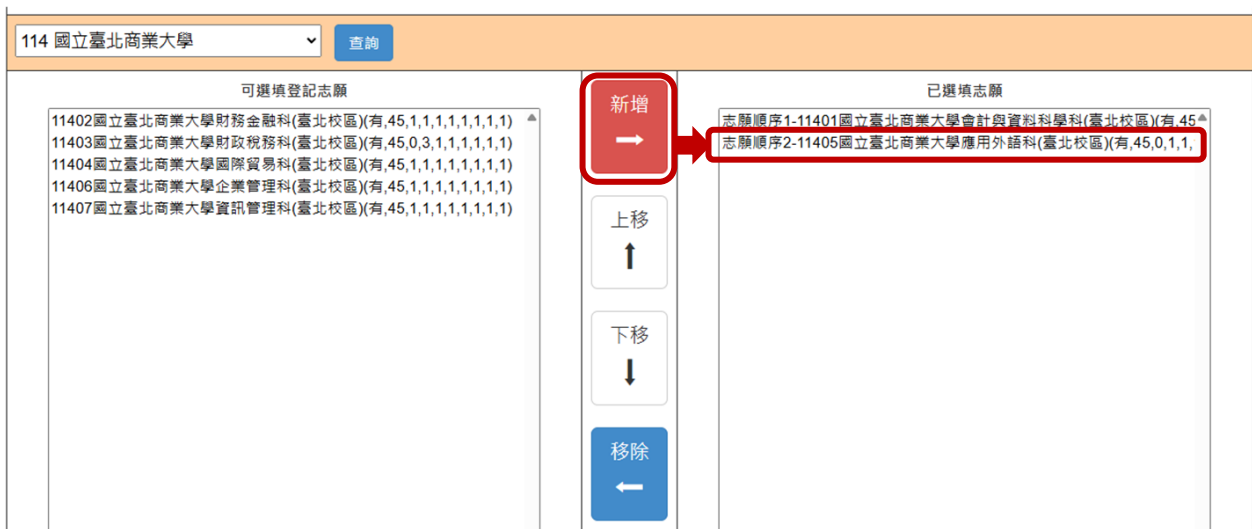 114 國立臺北商業大學
查詢
可選填登記志願
11402國立臺北商業大學財務金融科(臺北校區)(有,45,1,1,1,1,1,1,1,1)
11403國立臺北商業大學財政稅務科(臺北校區)(有,45,0,3,1,1,1,1,1,1)
11404國立臺北商業大學國際貿易科(臺北校區)(有,45,1,1,1,1,1,1,1,1)
11406國立臺北商業大學企業管理科(臺北校區)(有,45,1,1,1,1,1,1,1,1)
11407國立臺北商業大學資訊管理科(臺北校區)(有,45,1,1,1,1,1,1,1,1)
新增
上移
下移
移除
已選填志願
志願順序1-11401國立臺北商業大學會計與資料科學科(臺北校區)(有,45
志願順序2-11405國立臺北商業大學應用外語科(臺北校區)(有,45,0,1,1,